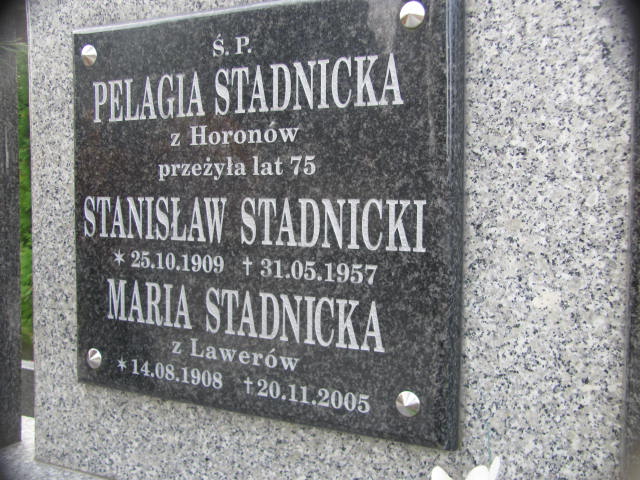 Ś. P.
PELAGIA STADNICKA
z Horonów
przeżyła lat 75
STANISŁAW STADNICKI
* 25.10.1909 † 31.05.1957
MARIA STADNICKA
z Lawerów
* 14.08.1908 † 20.11.2005